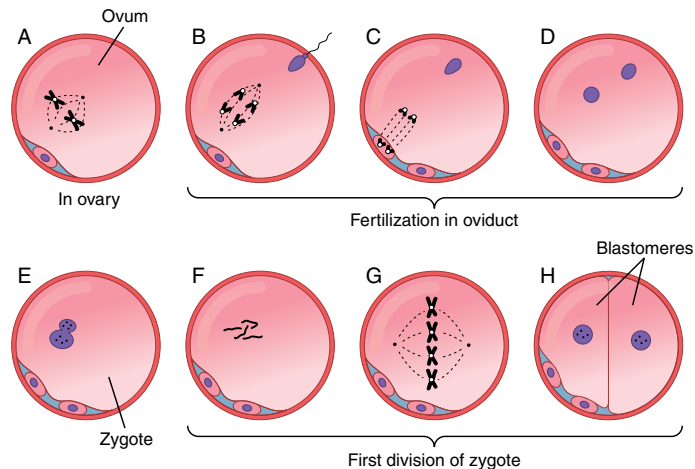 Ovum
A
B
C
D
In ovary
Fertilization in oviduct
Blastomeres
E
F
G
H
Zygote
First division of zygote